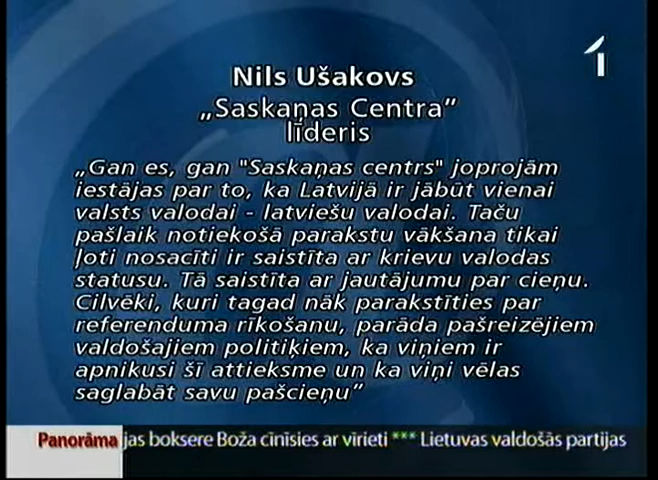 1
Nils Ušakovs
„Saskaņas Centra”
līderis
„Gan es, gan "Saskaņas centrs" joprojām
iestājas par to, ka Latvijā ir jābūt vienai
valsts valodai - latviešu valodai. Taču
pašlaik notiekošā parakstu vākšana tikai
ļoti nosacīti ir saistīta ar krievu valodas
statusu. Tā saistīta ar jautājumu par cieņu.
Cilvēki, kuri tagad nāk parakstīties par
referenduma rīkošanu, parāda pašreizējiem
valdošajiem politiķiem, ka viņiem ir
apnikusi šī attieksme un ka viņi vēlas
saglabāt savu pašcieņu”
Panorāma jas boksere Boža cīnīsies ar vīrieti *** Lietuvas valdošās partijas